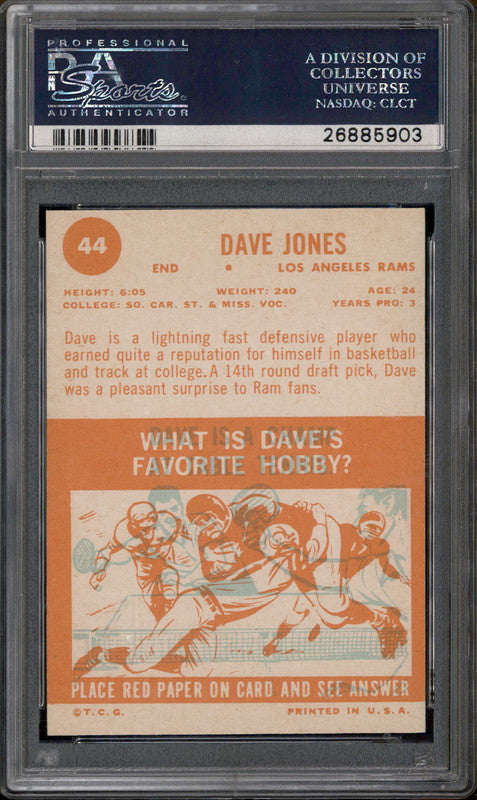 PROFESSIONAL
PSA
Sports
AUTHENTICATOR
A DIVISION OF
COLLECTORS
UNIVERSE
NASDAQ: CLCT
26885903
44
DAVE JONES
END • LOS ANGELES RAMS
HEIGHT: 6:05 WEIGHT: 240 AGE: 24
COLLEGE: SO. CAR. ST. & MISS. VOC. YEARS PRO: 3
Dave is a lightning fast defensive player who
earned quite a reputation for himself in basketball
and track at college. A 14th round draft pick, Dave
was a pleasant surprise to Ram fans.
DAVE IS A
WHAT IS DAVE'S
FAVORITE HOBBY?
PLACE RED PAPER ON CARD AND SEE ANSWER
©T.C.G. PRINTED IN U.S.A.